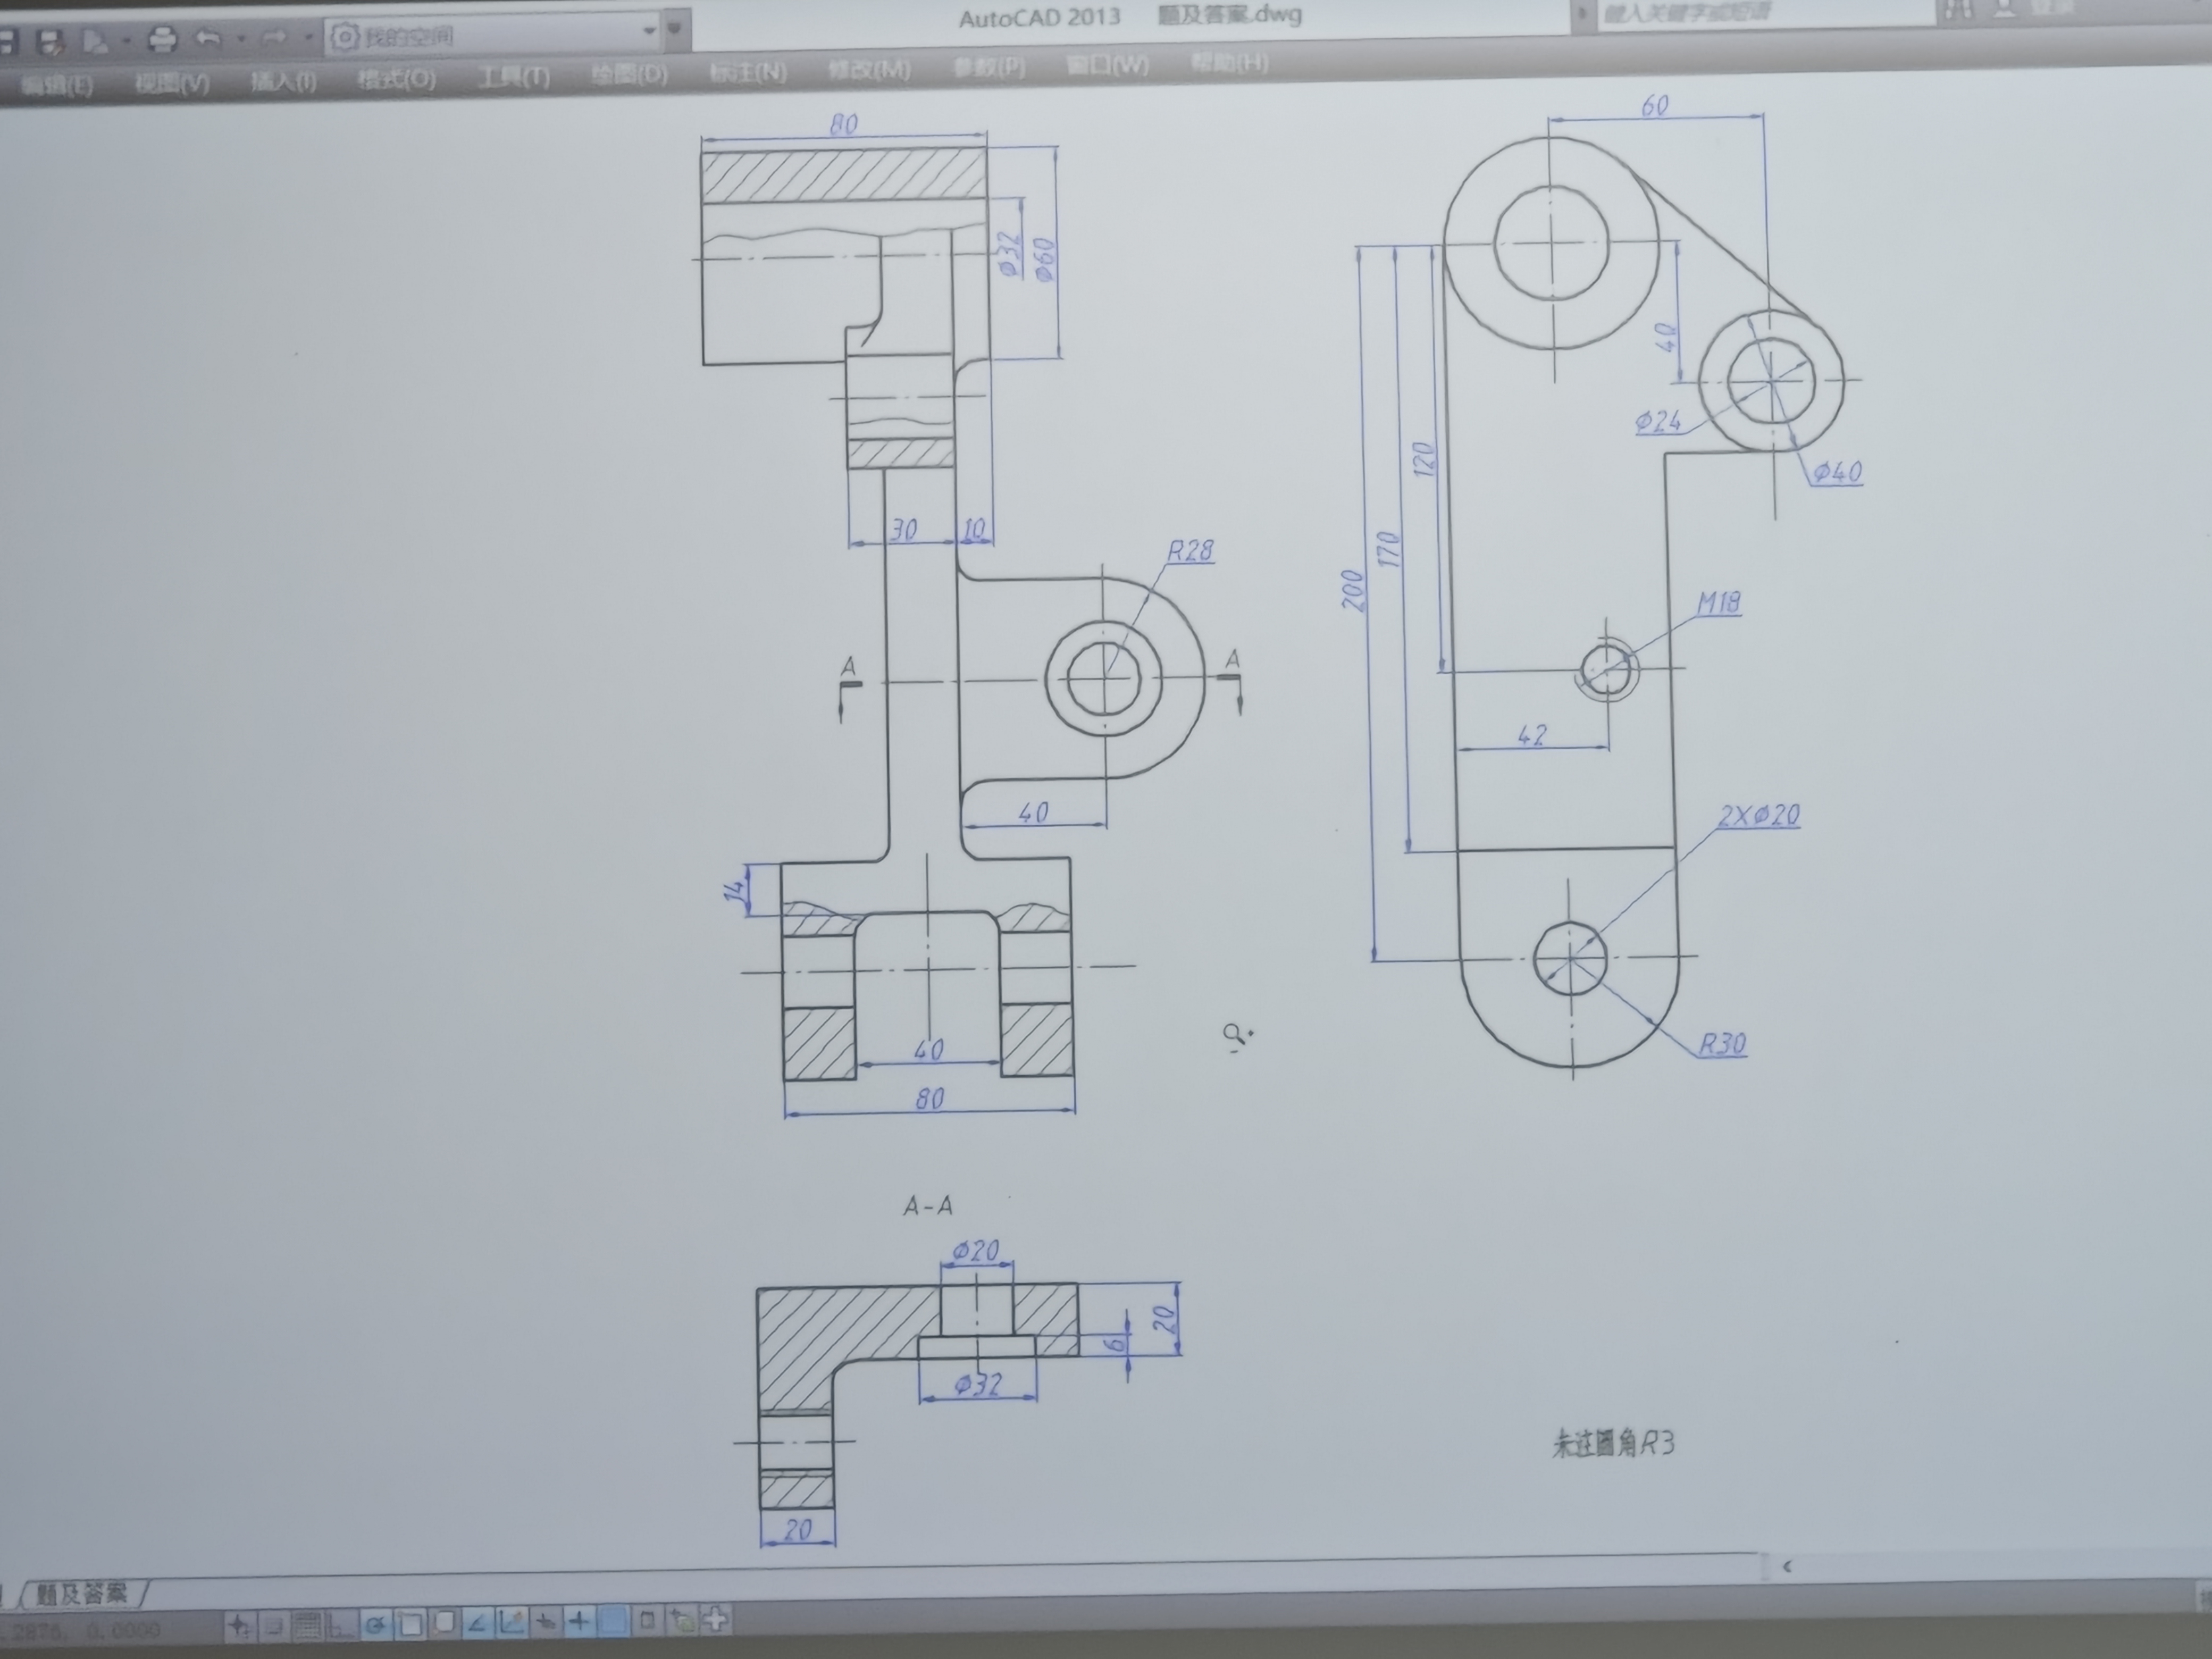 AutoCAD 2013 题及答案.dwg
键入关键字或短语
我的空间
编辑(E) 视图(V) 插入(I) 格式(O) 工具(T) 绘图(D) 标注(N) 修改(M) 参数(P) 窗口(W) 帮助(H)
80
Ø32
Ø60
30
10
R28
A
A
40
14
40
80
60
40
Ø24
Ø40
120
170
200
M18
42
2XØ20
R30
A-A
Ø20
20
6
Ø32
20
未注圆角R3
题及答案
2876, 0.0000